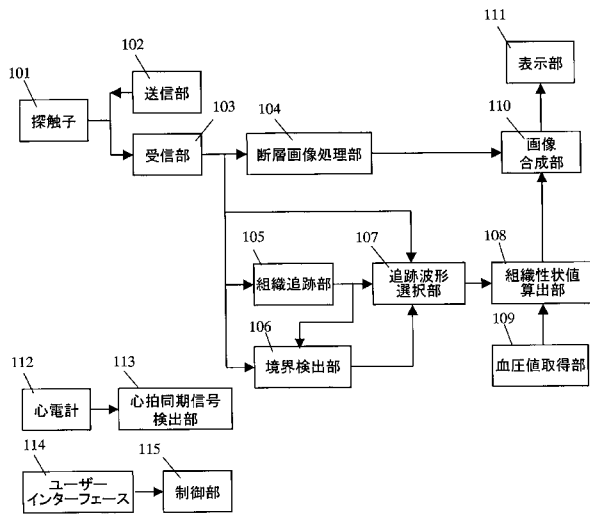 111
102
表示部
101
送信部
103
104
110
探触子
受信部
断層画像処理部
画像
合成部
105
107
108
組織追跡部
追跡波形
選択部
組織性状値
算出部
106
109
境界検出部
血圧値取得部
112
113
心電計
心拍同期信号
検出部
114
115
ユーザー
インターフェース
制御部